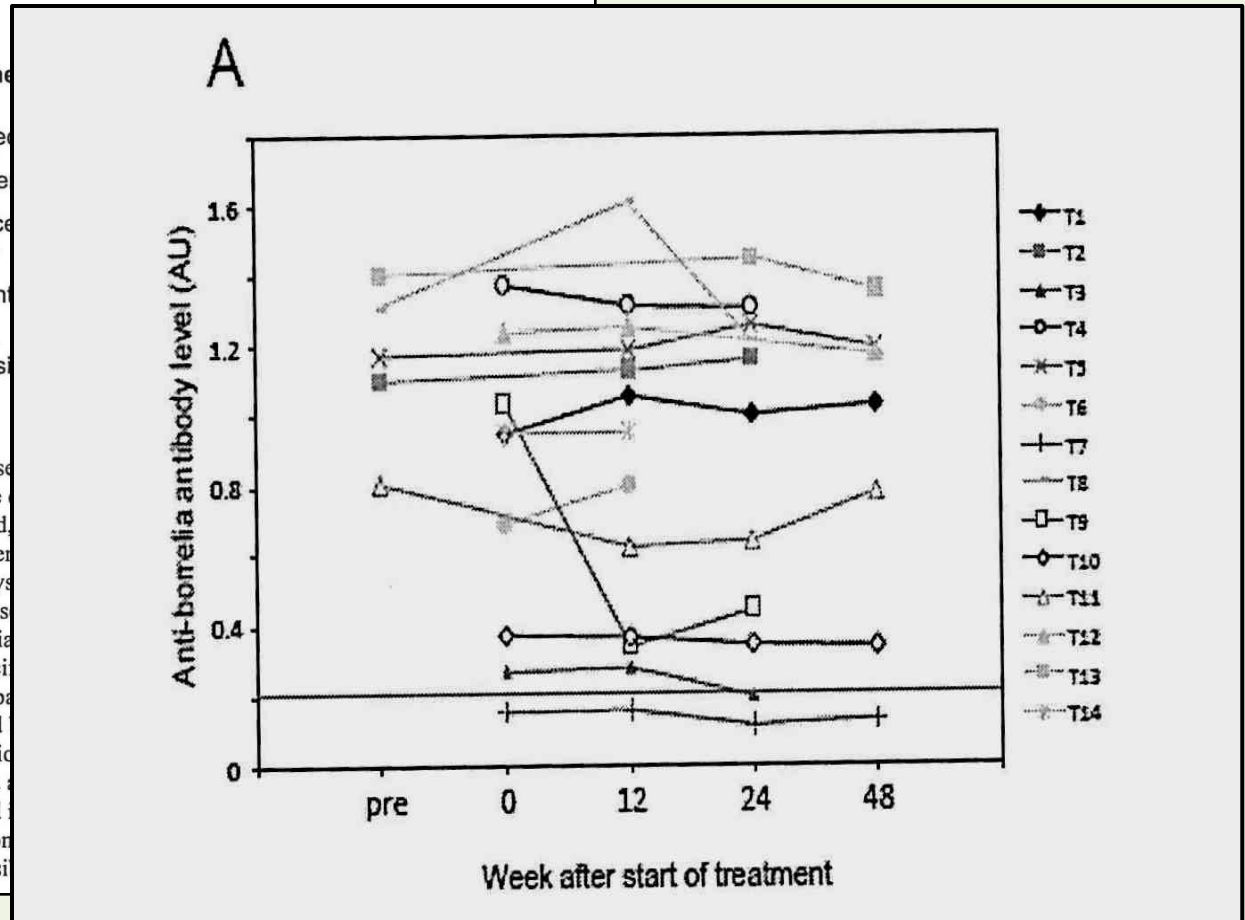 A
Anti-borrelia antibody level (AU)
1.6
1.2
0.8
0.4
0
pre 0 12 24 48
Week after start of treatment
T1
T2
T3
T4
T5
T6
T7
T8
T9
T10
T11
T12
T13
T14